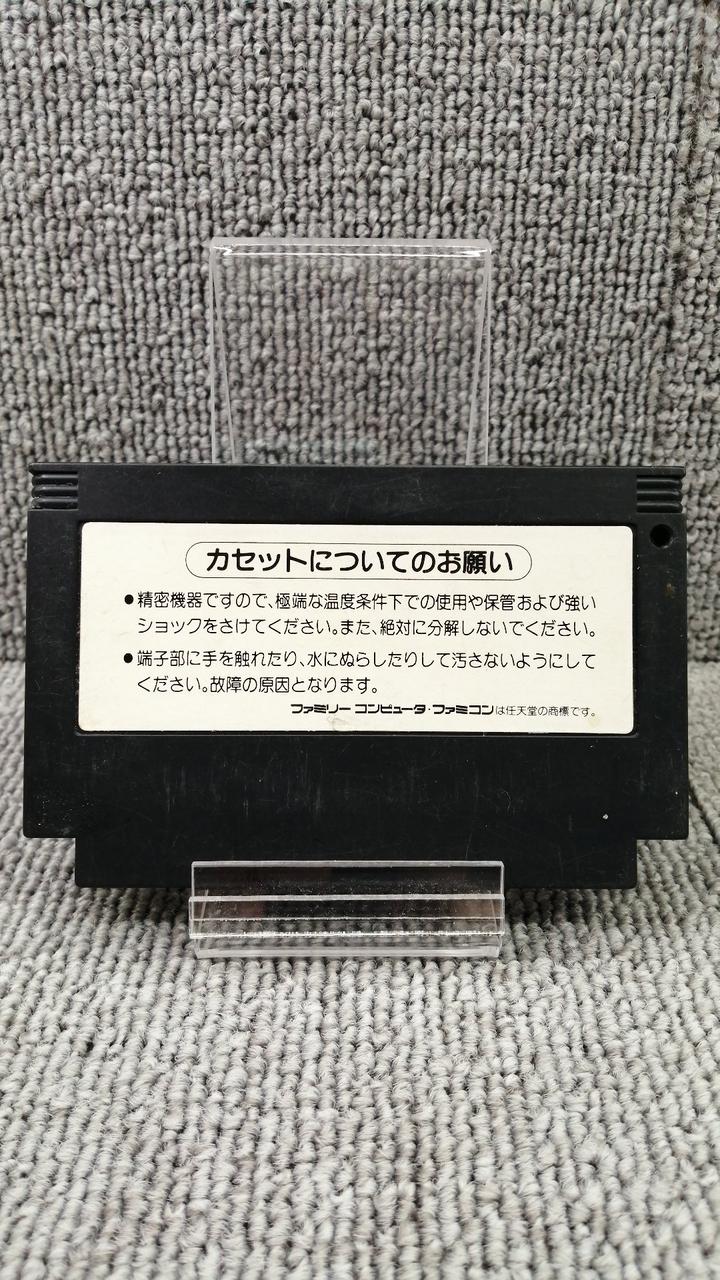 カセットについてのお願い
●精密機器ですので、極端な温度条件下での使用や保管および強い
ショックをさけてください。また、絶対に分解しないでください。
●端子部に手を触れたり、水にぬらしたりして汚さないようにして
ください。故障の原因となります。
ファミリー コンピュータ・ファミコンは任天堂の商標です。